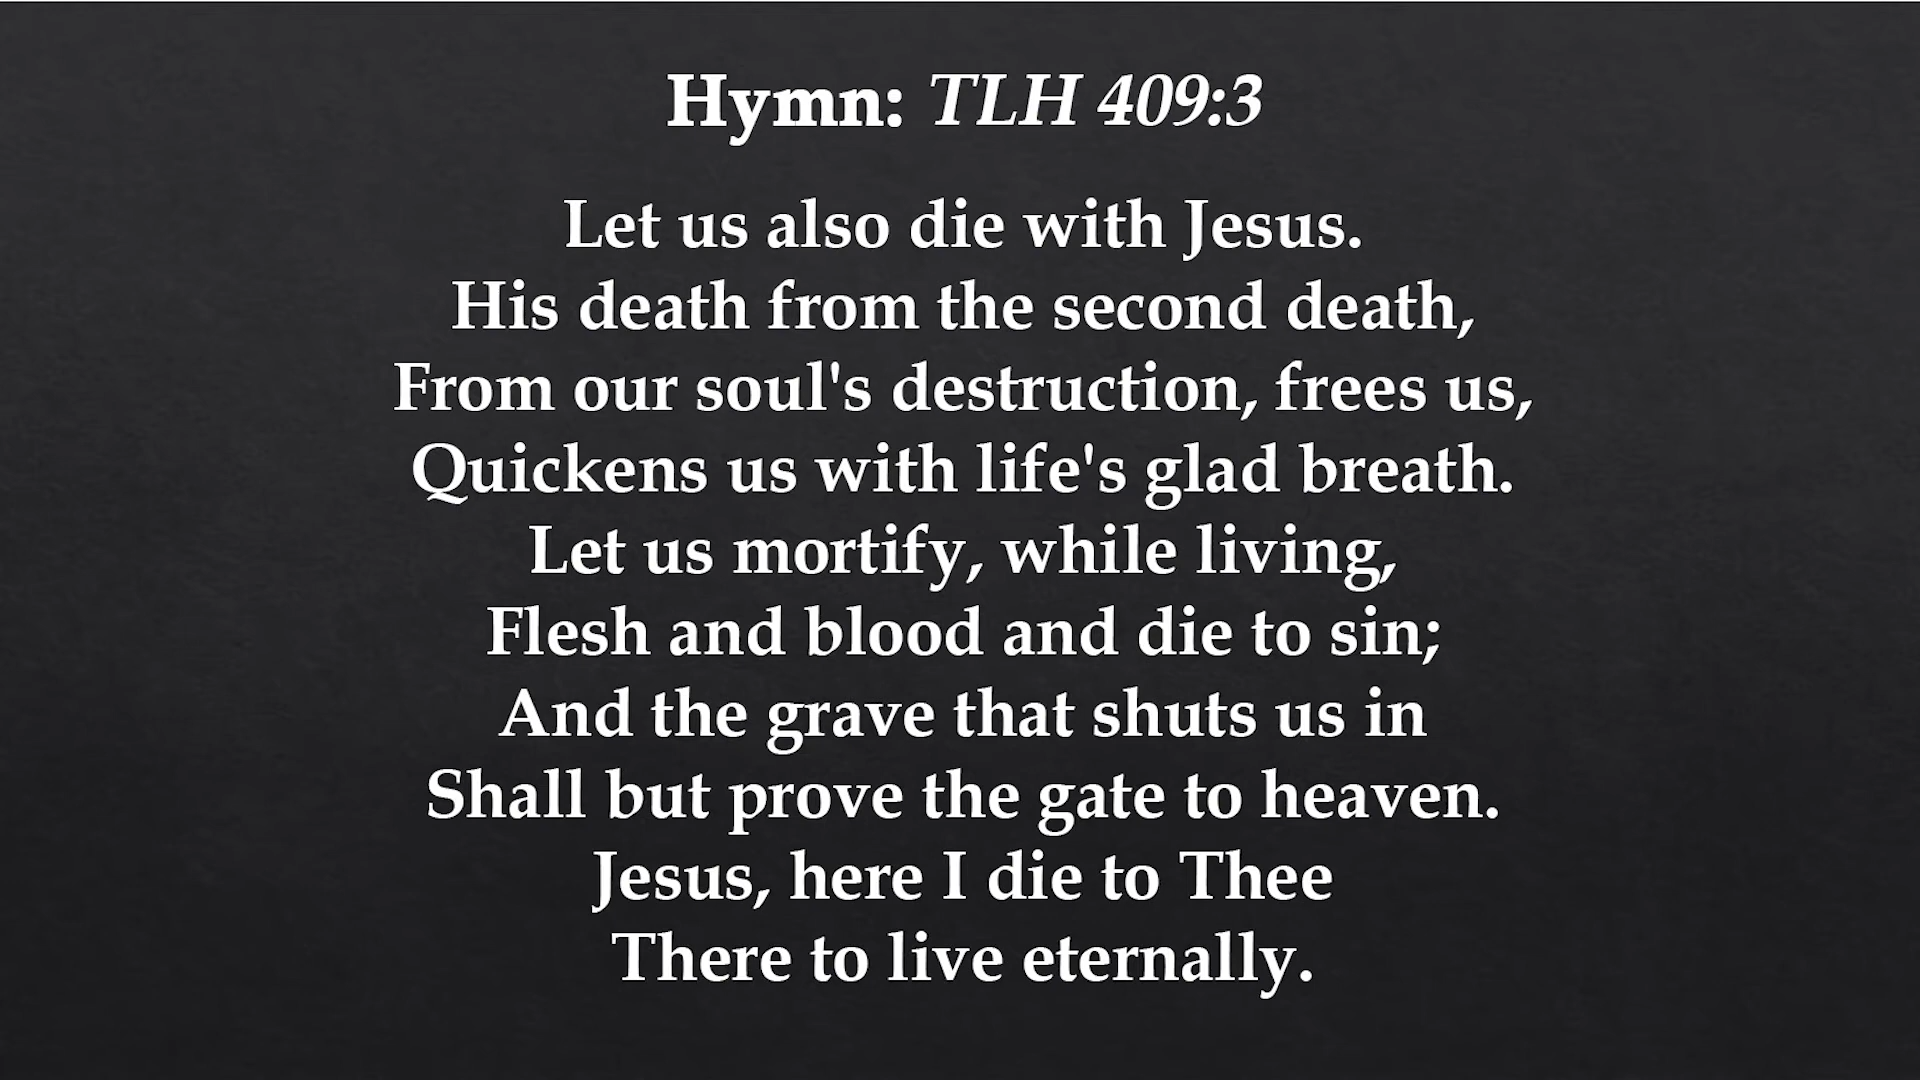 Hymn: TLH 409:3
Let us also die with Jesus.
His death from the second death,
From our soul's destruction, frees us,
Quickens us with life's glad breath.
Let us mortify, while living,
Flesh and blood and die to sin;
And the grave that shuts us in
Shall but prove the gate to heaven.
Jesus, here I die to Thee
There to live eternally.